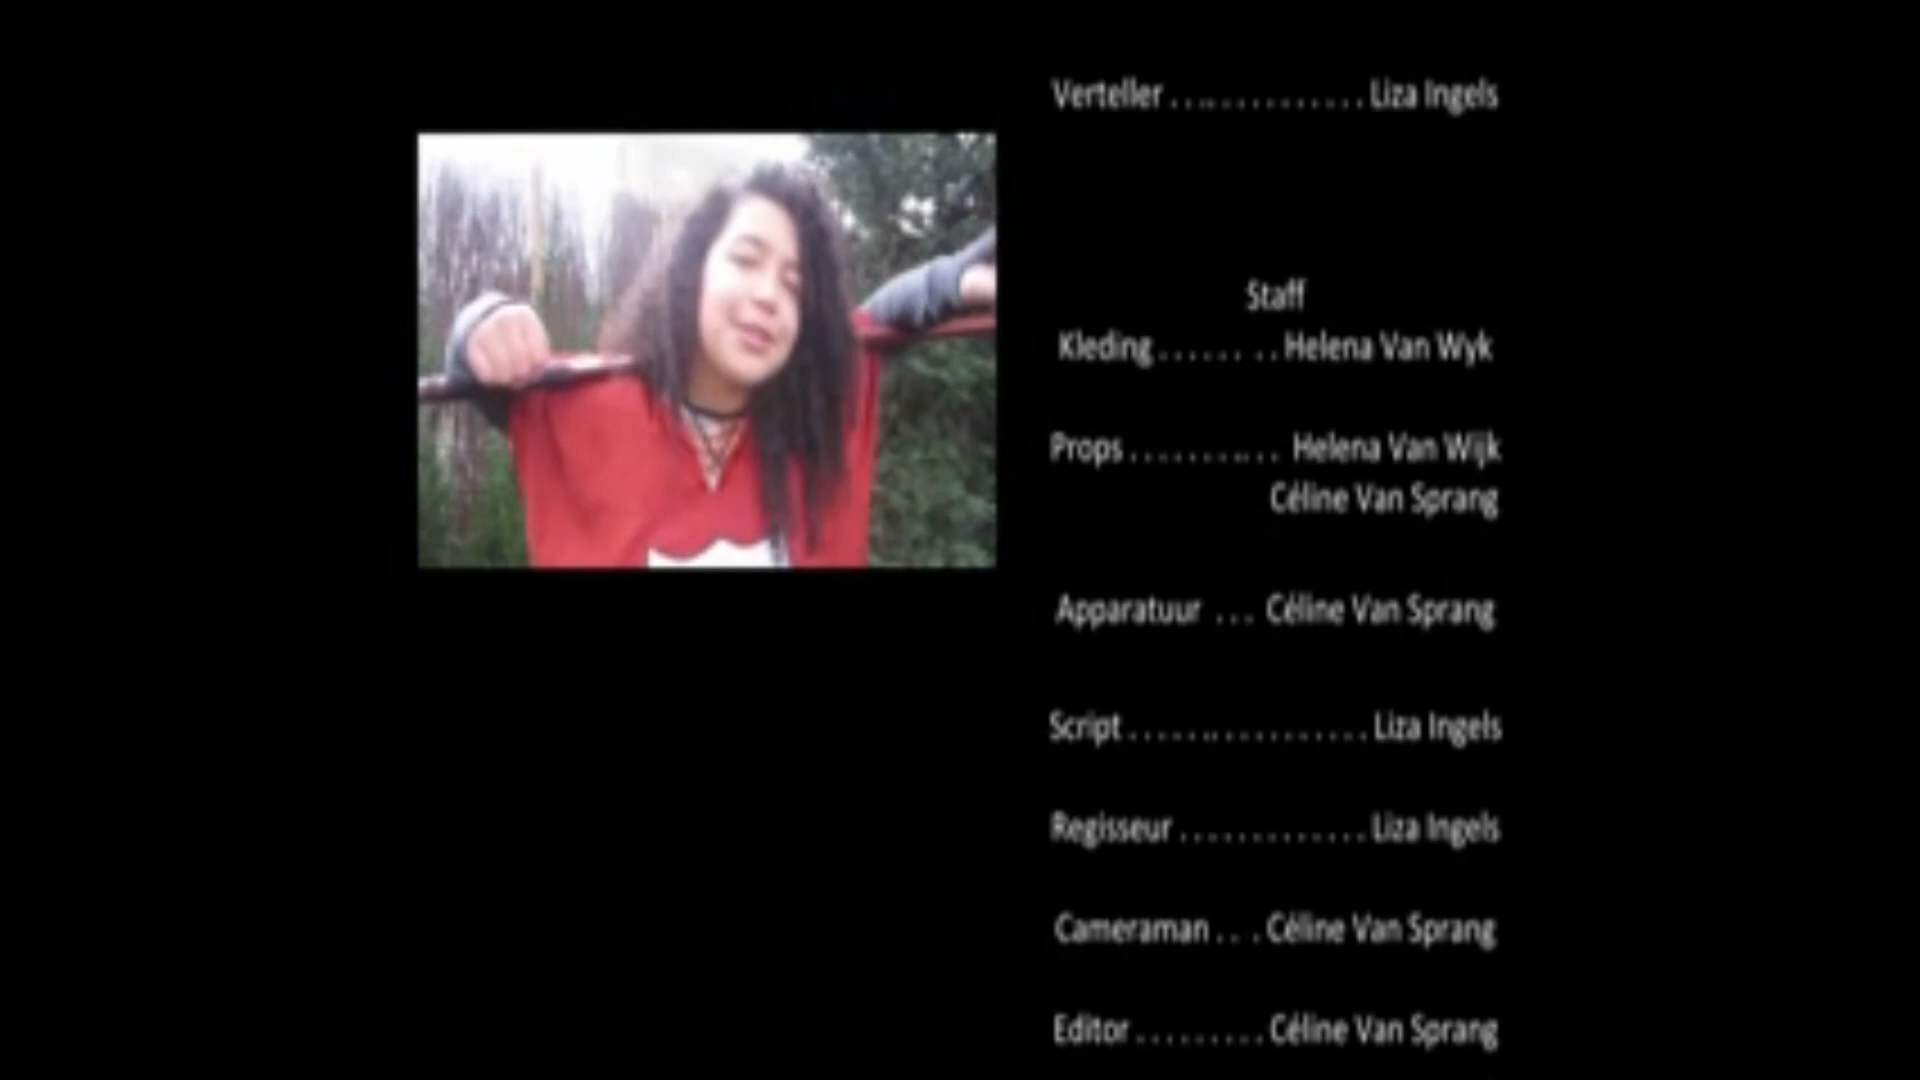 Verteller . . . . . . . . . . . . . . Liza Ingels
Staff
Kleding . . . . . . . . Helena Van Wyk
Props . . . . . . . . . . . Helena Van Wijk
Céline Van Sprang
Apparatuur . . . Céline Van Sprang
Script . . . . . . . . . . . . . . . . . Liza Ingels
Regisseur . . . . . . . . . . . . . Liza Ingels
Cameraman . . . Céline Van Sprang
Editor . . . . . . . . . Céline Van Sprang